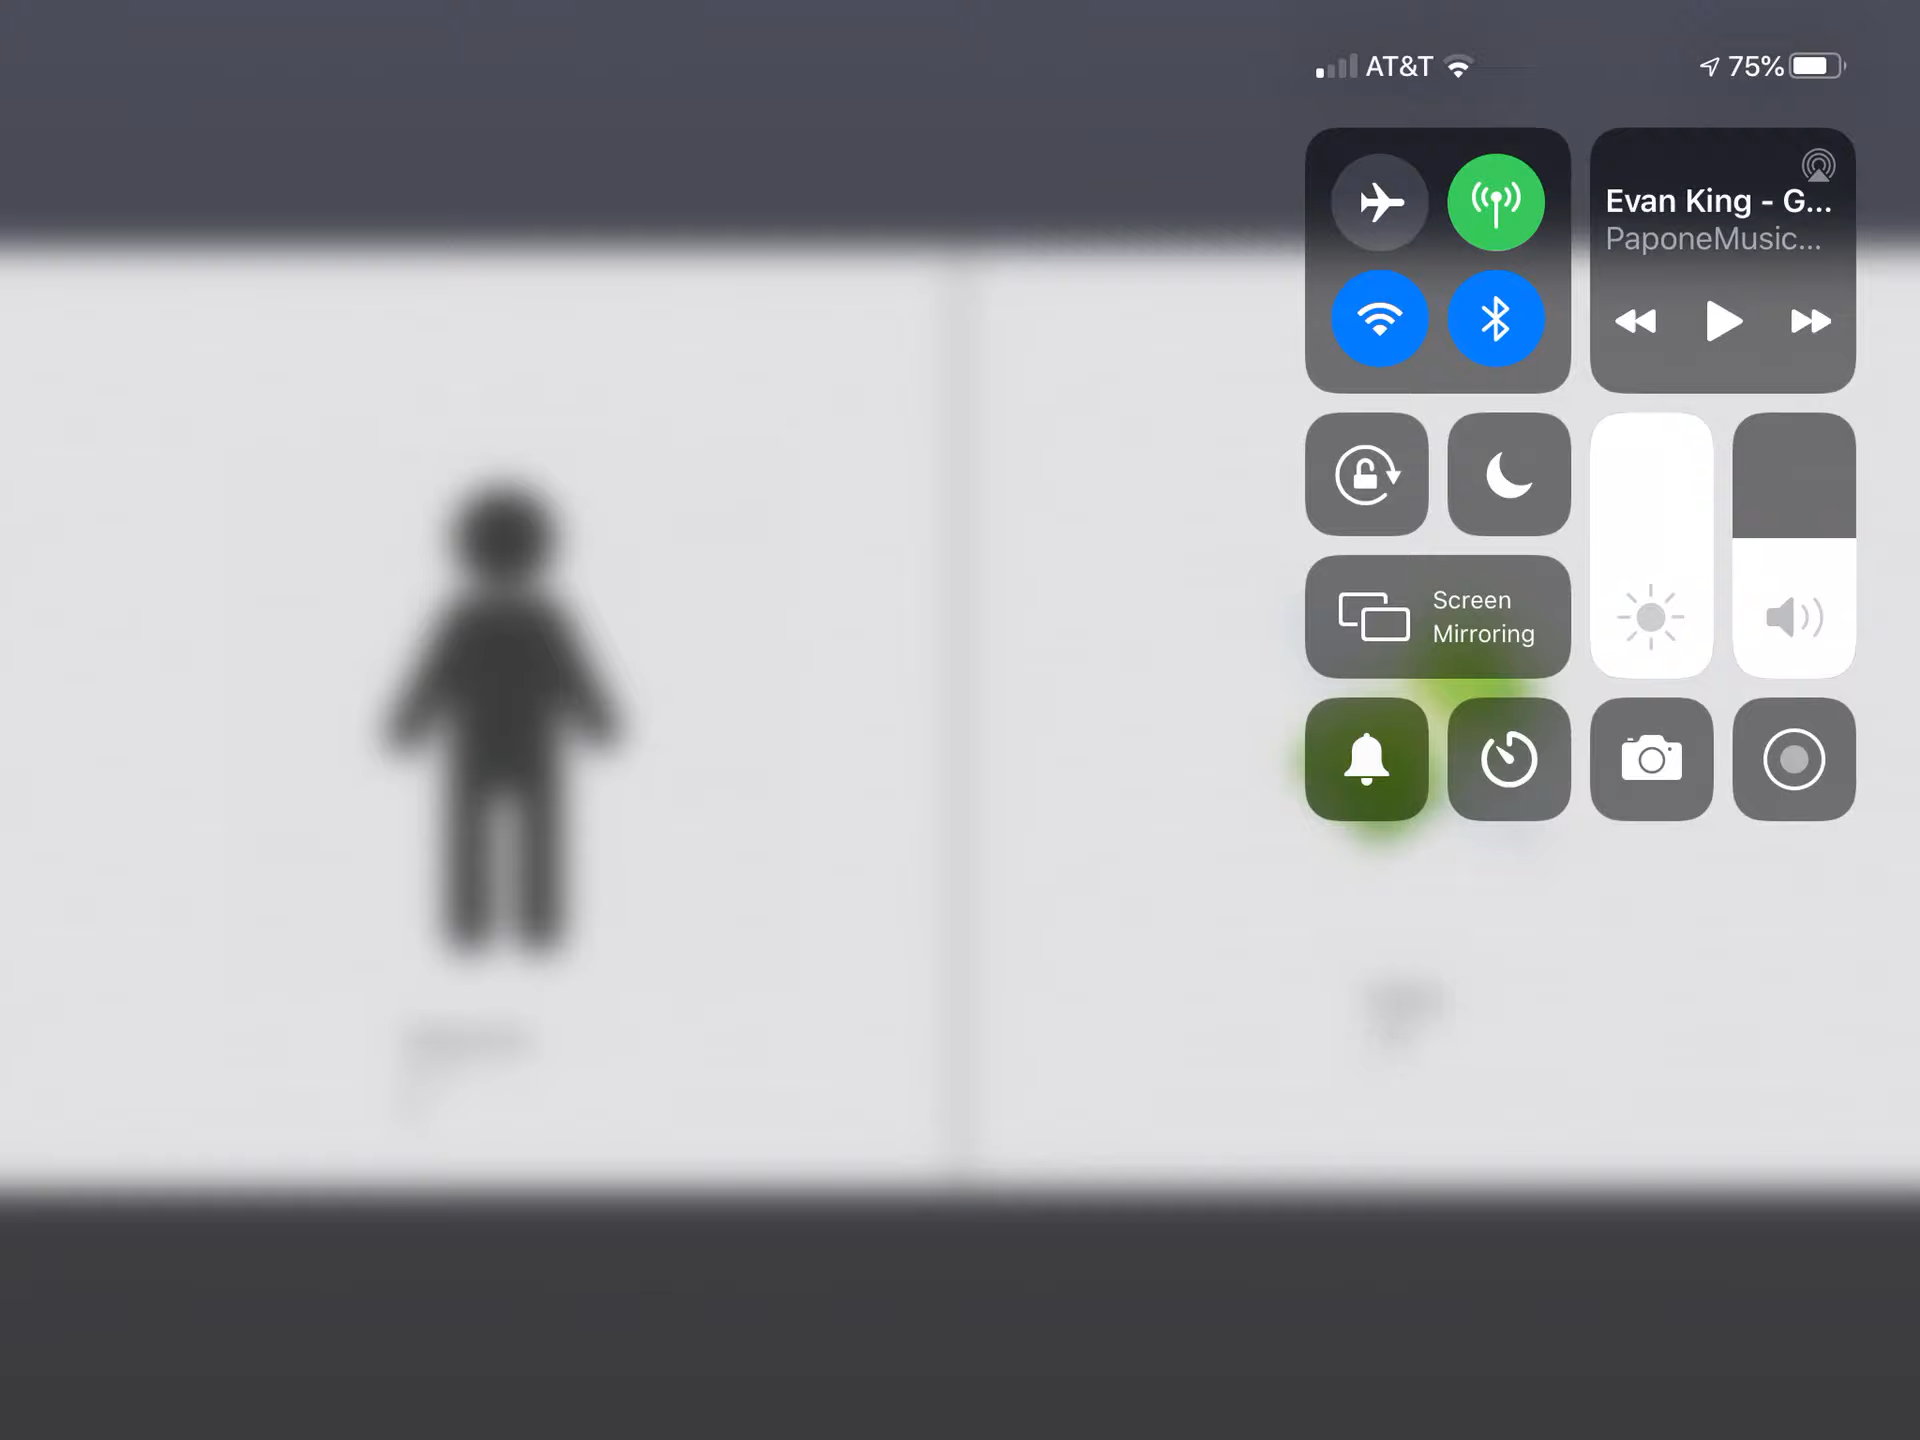 AT&T
75%
Evan King - G...
PaponeMusic...
Screen
Mirroring